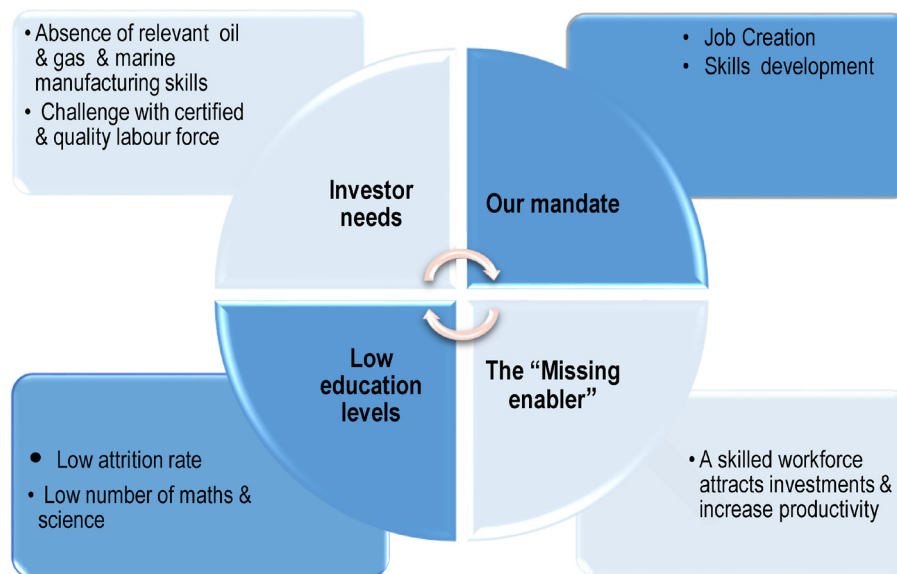 • Absence of relevant oil
& gas & marine
manufacturing skills
• Challenge with certified
& quality labour force
• Job Creation
• Skills development
Investor
needs
Our mandate
Low
education
levels
The “Missing
enabler”
• Low attrition rate
• Low number of maths &
science
• A skilled workforce
attracts investments &
increase productivity